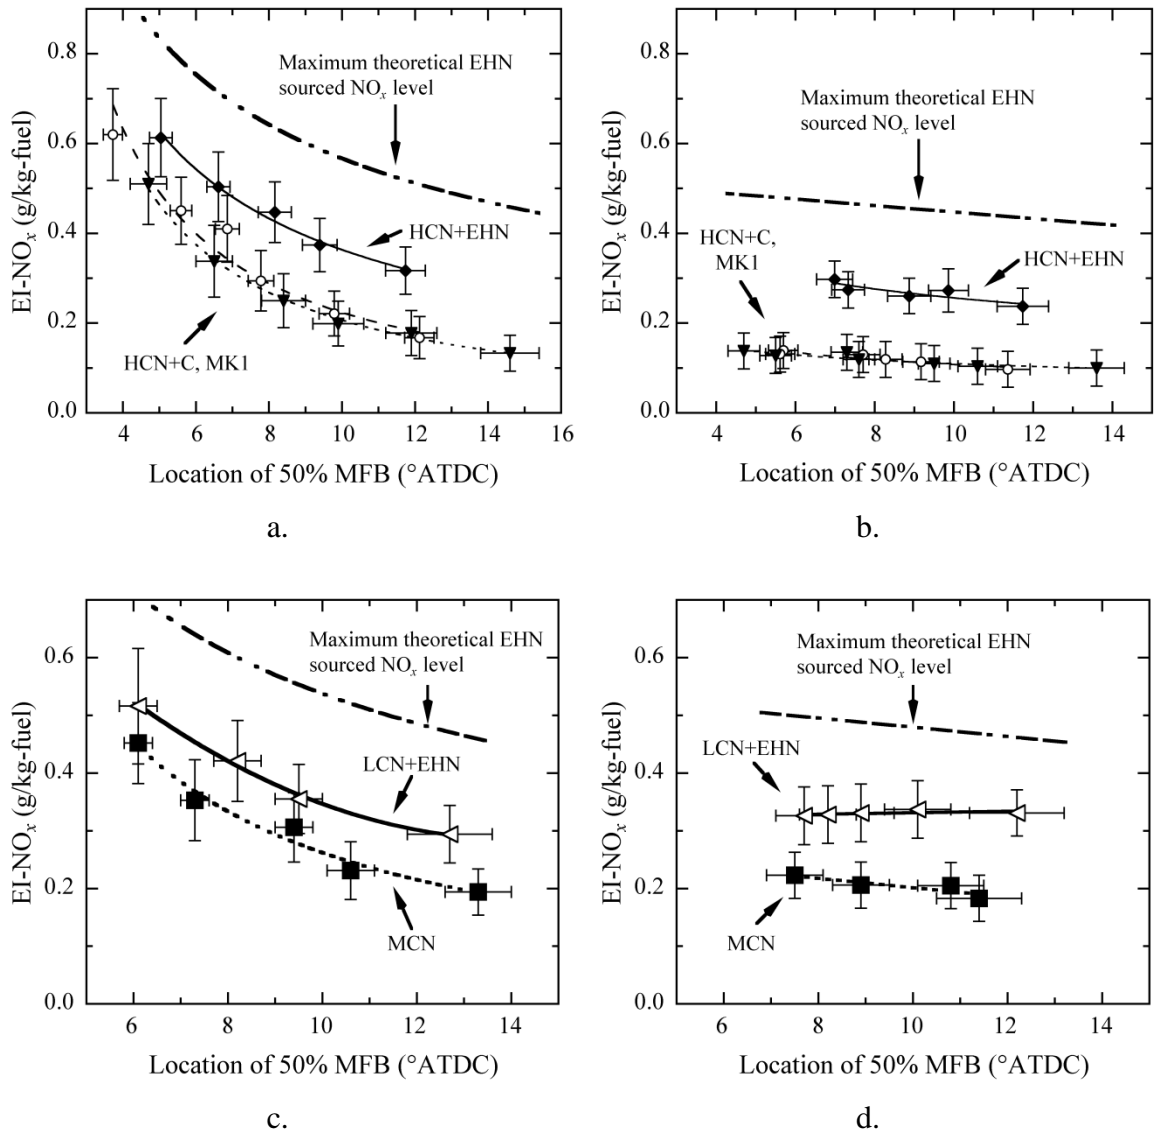 0.8
0.6
0.4
0.2
0.0
EI-NOx (g/kg-fuel)
Maximum theoretical EHN
sourced NOx level
HCN+EHN
HCN+C, MK1
4 6 8 10 12 14 16
Location of 50% MFB (°ATDC)
a.
0.8
0.6
0.4
0.2
0.0
EI-NOx (g/kg-fuel)
Maximum theoretical EHN
sourced NOx level
HCN+C,
MK1
HCN+EHN
4 6 8 10 12 14
Location of 50% MFB (°ATDC)
b.
0.6
0.4
0.2
0.0
EI-NOx (g/kg-fuel)
Maximum theoretical EHN
sourced NOx level
LCN+EHN
MCN
6 8 10 12 14
Location of 50% MFB (°ATDC)
c.
0.6
0.4
0.2
0.0
EI-NOx (g/kg-fuel)
Maximum theoretical EHN
sourced NOx level
LCN+EHN
MCN
6 8 10 12 14
Location of 50% MFB (°ATDC)
d.